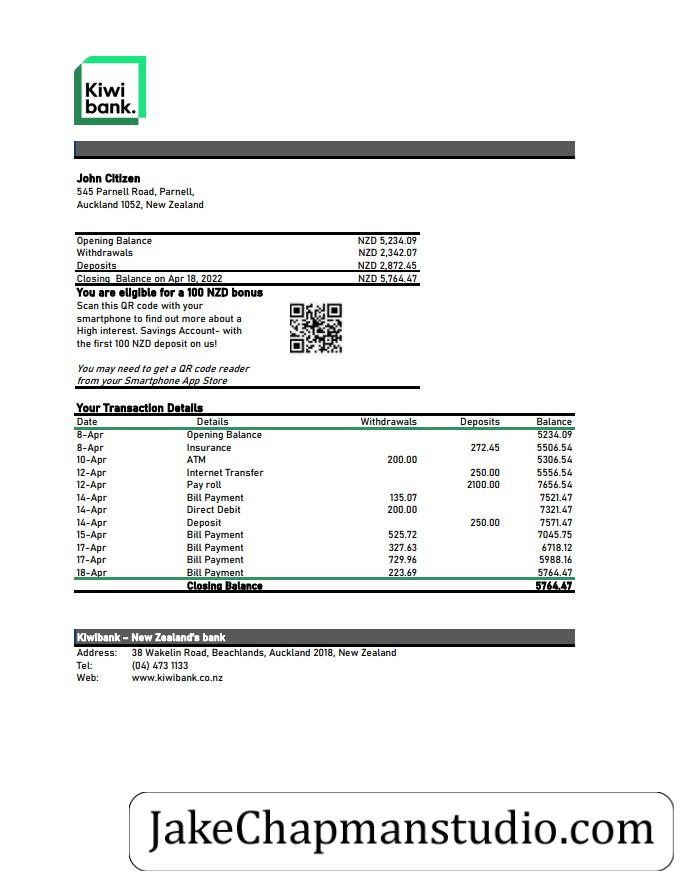 Kiwi
bank.
John Citizen
545 Parnell Road, Parnell,
Auckland 1052, New Zealand
Opening Balance NZD 5,234.09
Withdrawals NZD 2,342.07
Deposits NZD 2,872.45
Closing Balance on Apr 18, 2022 NZD 5,764.47
You are eligible for a 100 NZD bonus
Scan this QR code with your
smartphone to find out more about a
High interest. Savings Account- with
the first 100 NZD deposit on us!
You may need to get a QR code reader
from your Smartphone App Store
Your Transaction Details
Date Details Withdrawals Deposits Balance
8-Apr Opening Balance 5234.09
8-Apr Insurance 272.45 5506.54
10-Apr ATM 200.00 5306.54
12-Apr Internet Transfer 250.00 5556.54
12-Apr Pay roll 2100.00 7656.54
14-Apr Bill Payment 135.07 7521.47
14-Apr Direct Debit 200.00 7321.47
14-Apr Deposit 250.00 7571.47
15-Apr Bill Payment 525.72 7045.75
17-Apr Bill Payment 327.63 6718.12
17-Apr Bill Payment 729.96 5988.16
18-Apr Bill Payment 223.69 5764.47
Closing Balance 5764.47
Kiwibank – New Zealand's bank
Address: 38 Wakelin Road, Beachlands, Auckland 2018, New Zealand
Tel: (04) 473 1133
Web: www.kiwibank.co.nz
JakeChapmanstudio.com